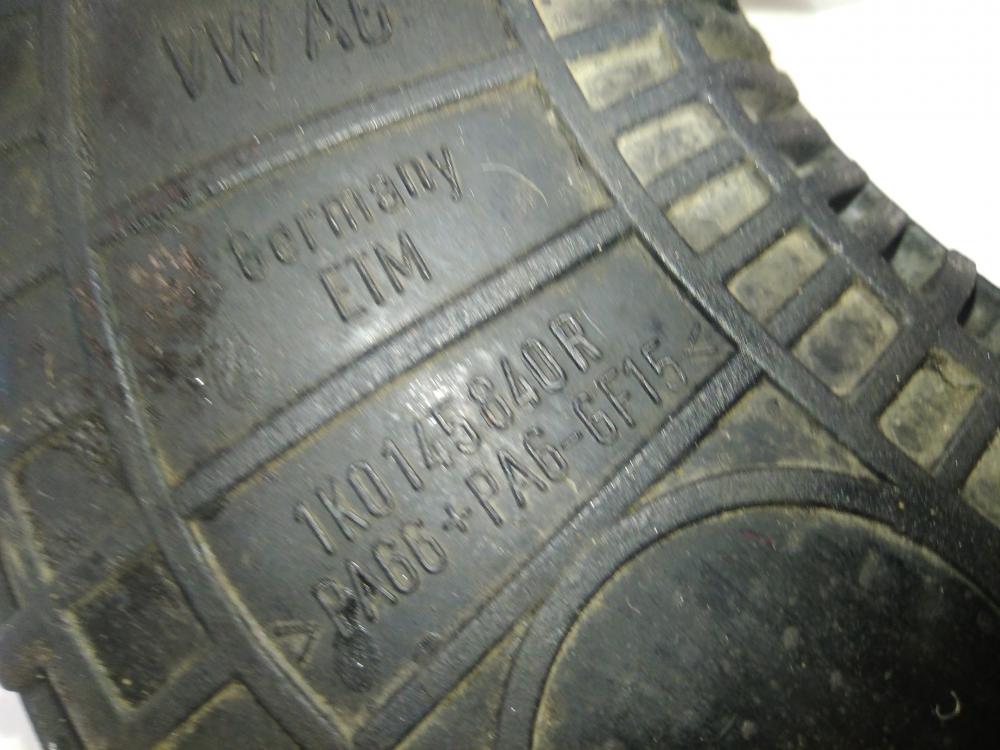 VW AG
Germany
ETM
1K0145840R
>PA66+PA6-GF15<